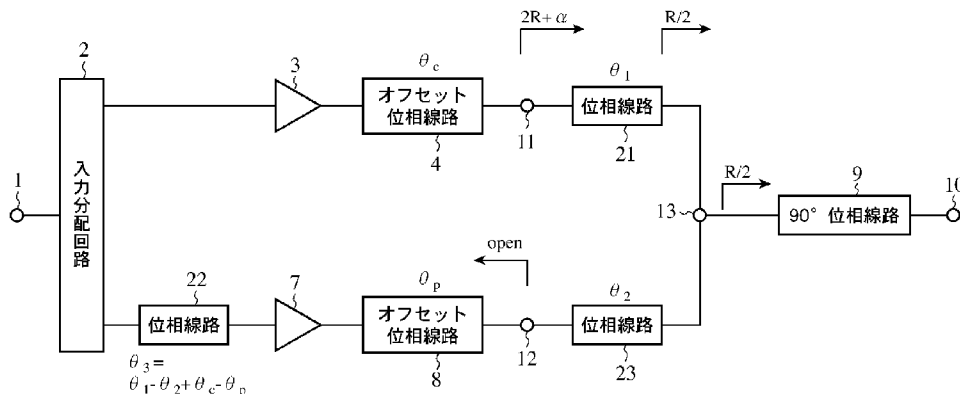 2R+α
R/2
2
3
θc
θ1
オフセット
位相線路
位相線路
4
11
21
入力分配回路
1
13
R/2
9
10
90°位相線路
open
22
7
θp
θ2
位相線路
オフセット
位相線路
位相線路
8
12
23
θ3=
θ1-θ2+θc-θp